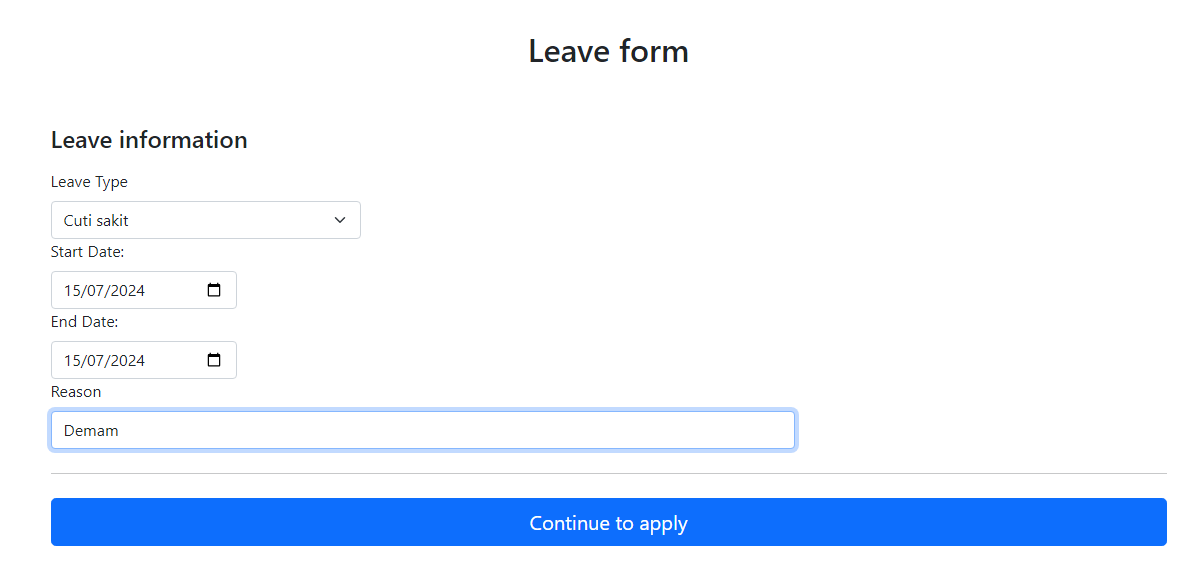 Leave form
Leave information
Leave Type
Cuti sakit
Start Date:
15/07/2024
End Date:
15/07/2024
Reason
Demam
Continue to apply